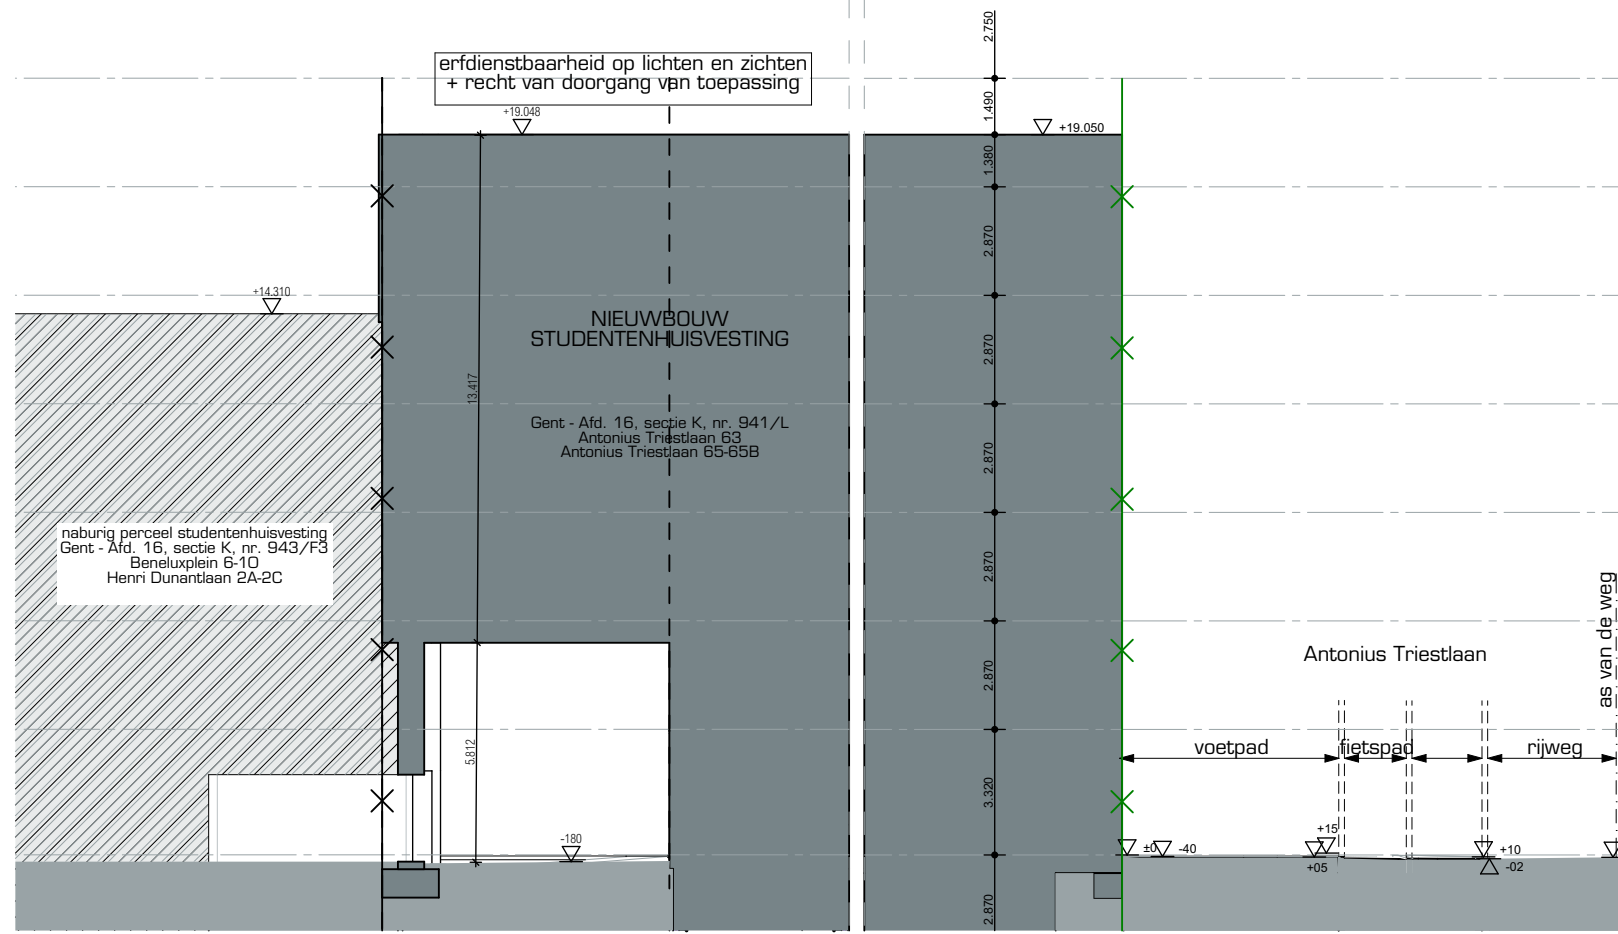 erfdienstbaarheid op lichten en zichten
+ recht van doorgang van toepassing
2.750
1.490
+19.048
+19.050
1.380
2.870
+14.310
NIEUWBOUW
STUDENTENHUISVESTING
2.870
13.417
Gent - Afd. 16, sectie K, nr. 941/L
Antonius Triestlaan 63
Antonius Triestlaan 65-65B
2.870
naburig perceel studentenhuisvesting
Gent - Afd. 16, sectie K, nr. 943/F3
Beneluxplein 6-10
Henri Dunantlaan 2A-2C
2.870
as van de weg
Antonius Triestlaan
2.870
voetpad
fietspad
rijweg
5.812
3.320
-180
±0
-40
+15
+05
+10
-02
2.870